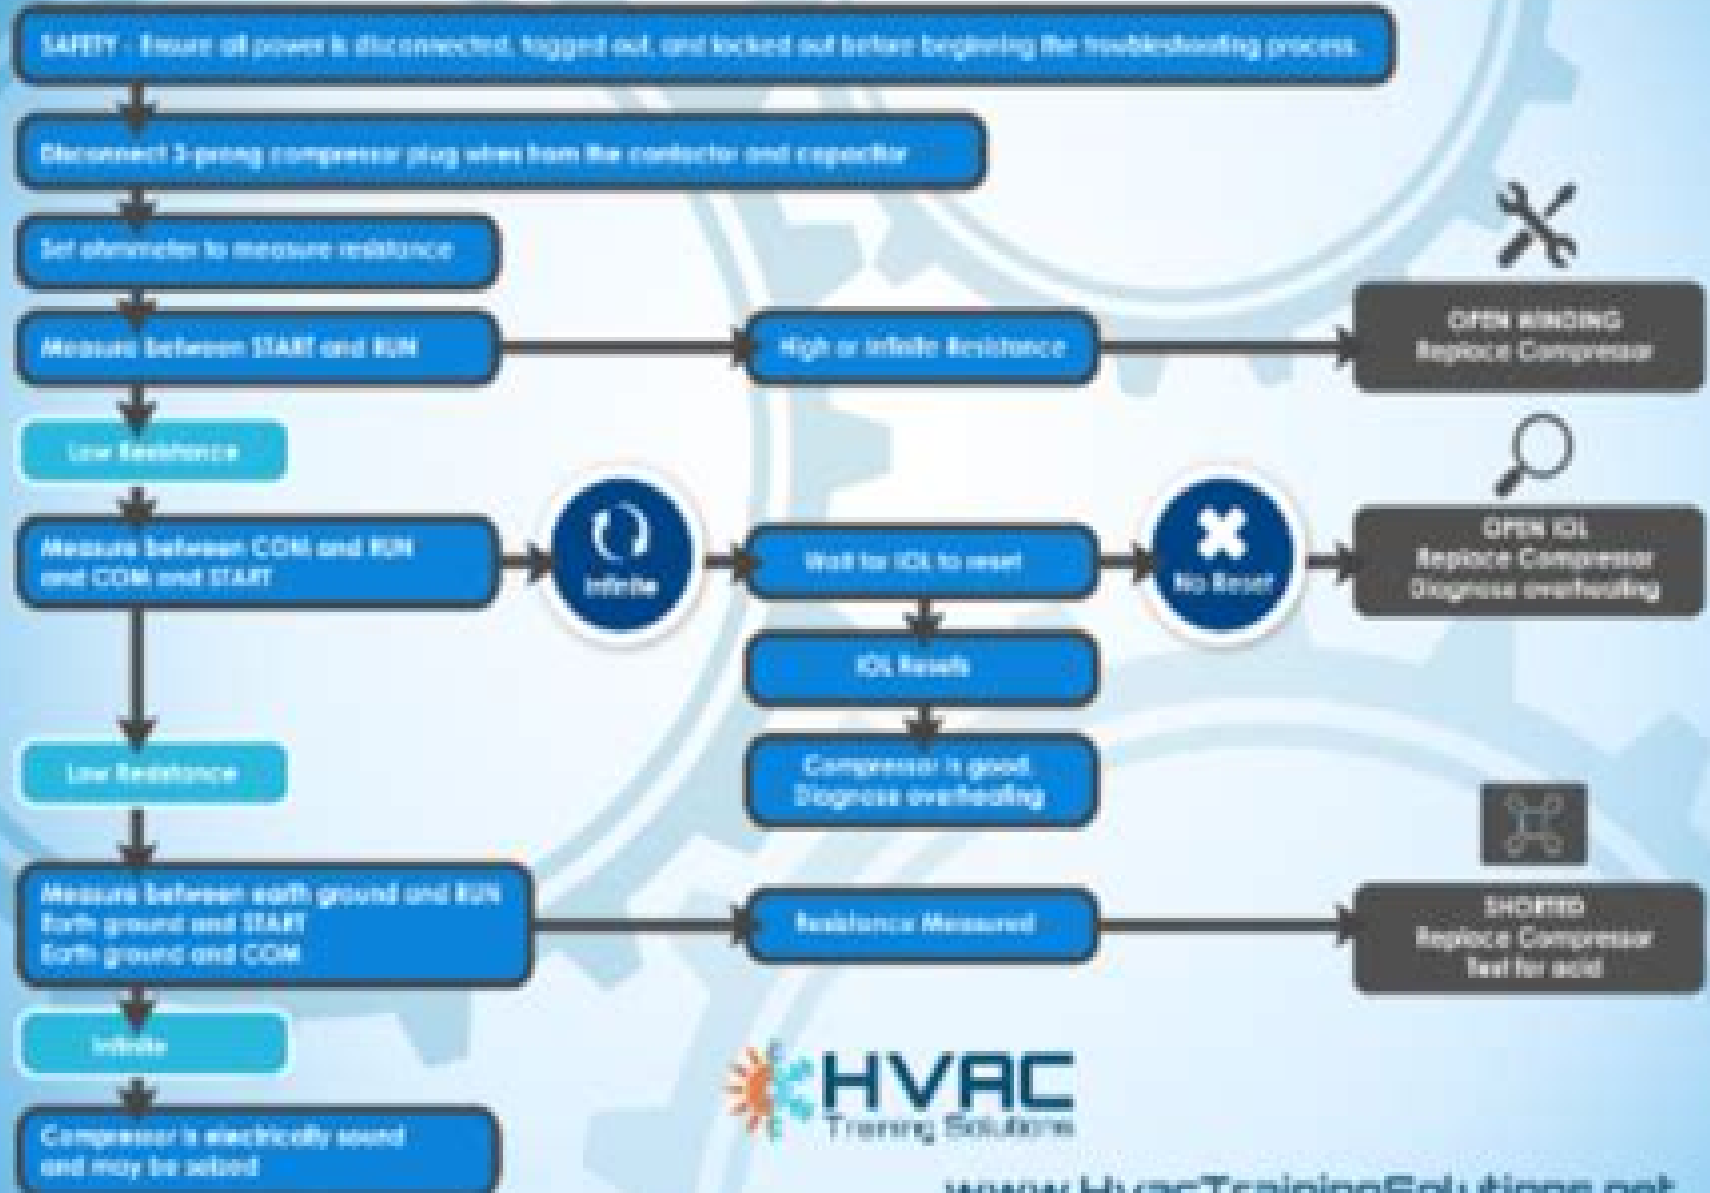 SAFETY - Ensure all power is disconnected, tagged out, and locked out before beginning the troubleshooting process.
Disconnect 3-prong compressor plug wires from the contactor and capacitor
Set ohmmeter to measure resistance
Measure between START and RUN
High or Infinite Resistance
OPEN WINDING
Replace Compressor
Low Resistance
Measure between COM and RUN
and COM and START
Infinite
Wait for IOL to reset
No Reset
OPEN IOL
Replace Compressor
Diagnose overheating
IOL Resets
Compressor is good.
Diagnose overheating
Low Resistance
Measure between earth ground and RUN
Earth ground and START
Earth ground and COM
Resistance Measured
SHORTED
Replace Compressor
Test for acid
Infinite
Compressor is electrically sound
and may be seized
HVAC
Training Solutions
www.HvacTrainingSolutions.net